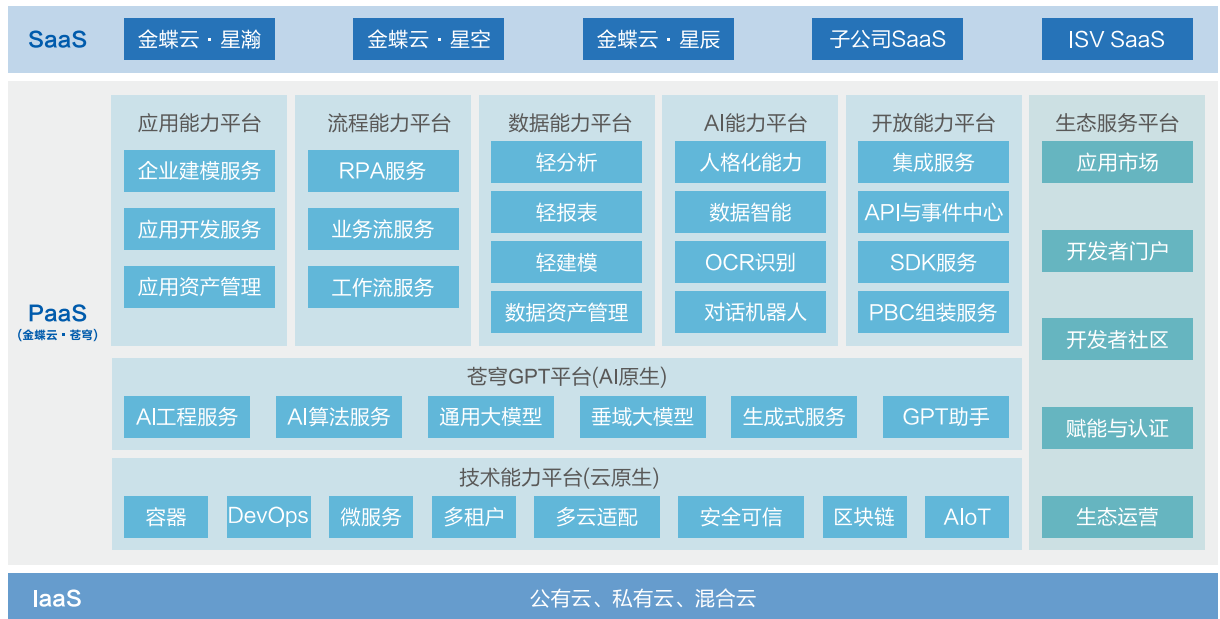 SaaS
金蝶云·星瀚
金蝶云·星空
金蝶云·星辰
子公司SaaS
ISV SaaS
PaaS
(金蝶云·苍穹)
应用能力平台
企业建模服务
应用开发服务
应用资产管理
流程能力平台
RPA服务
业务流服务
工作流服务
数据能力平台
轻分析
轻报表
轻建模
数据资产管理
AI能力平台
人格化能力
数据智能
OCR识别
对话机器人
开放能力平台
集成服务
API与事件中心
SDK服务
PBC组装服务
生态服务平台
应用市场
开发者门户
开发者社区
赋能与认证
生态运营
苍穹GPT平台(AI原生)
AI工程服务
AI算法服务
通用大模型
垂域大模型
生成式服务
GPT助手
技术能力平台(云原生)
容器
DevOps
微服务
多租户
多云适配
安全可信
区块链
AIoT
IaaS
公有云、私有云、混合云